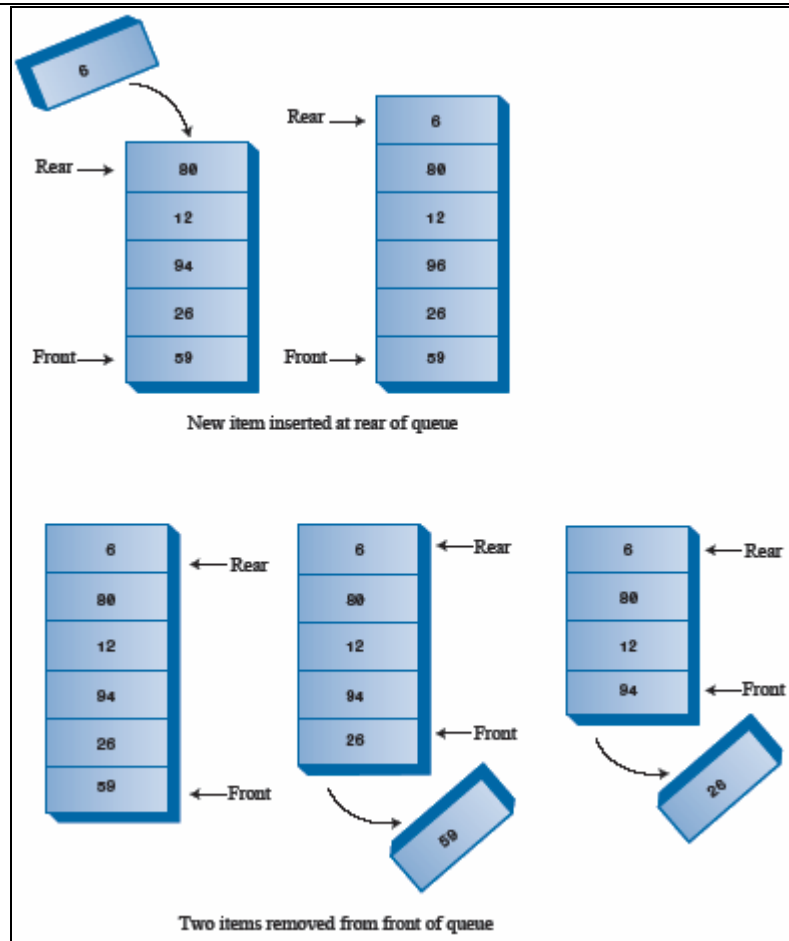 6
Rear 80
12
94
26
Front 59
Rear 6
80
12
96
26
Front 59
New item inserted at rear of queue
6
Rear
80
12
94
26
59
Front
6 Rear
80
12
94
26 Front
59
6 Rear
80
12
94 Front
26
Two items removed from front of queue